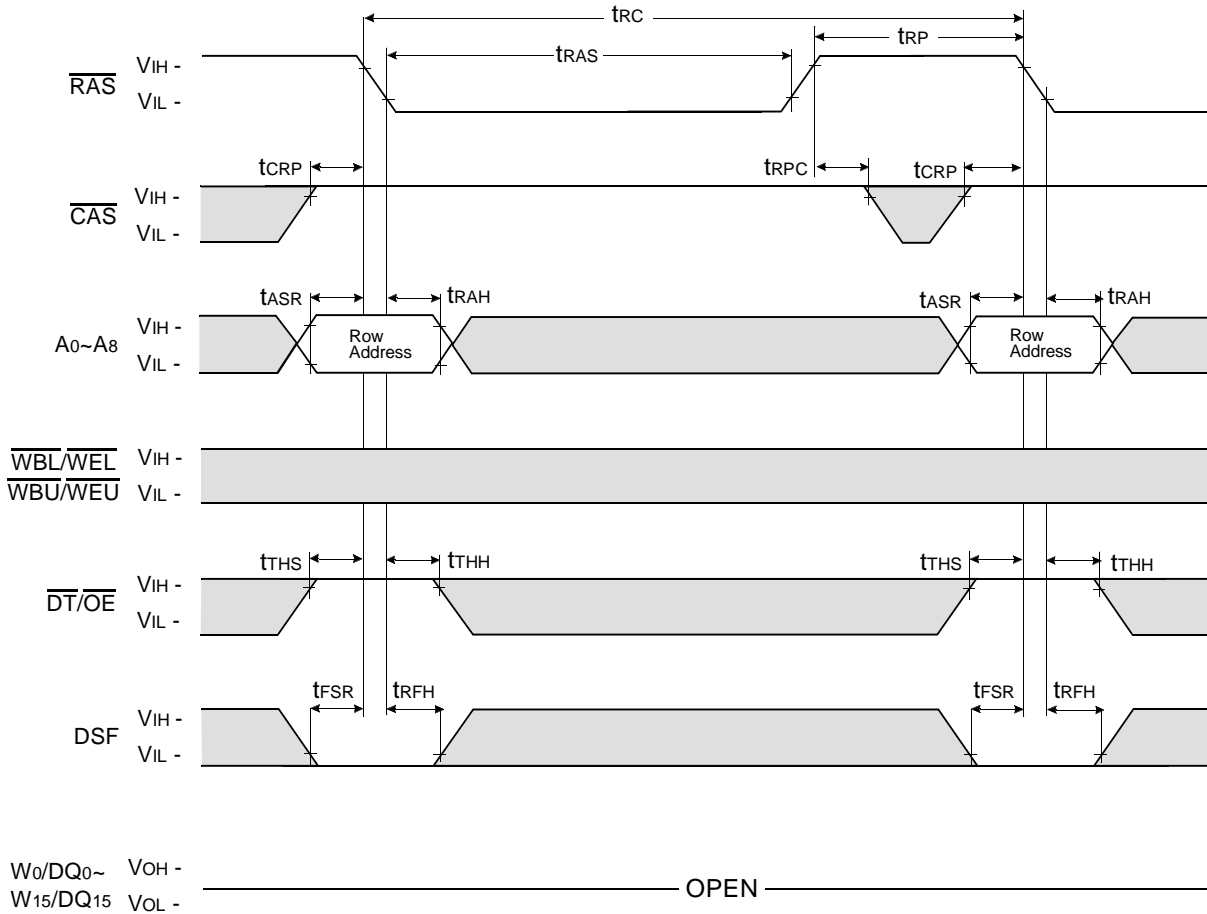 tRC
tRP
tRAS
RAS
VIH -
VIL -
tCRP
tRPC
tCRP
CAS
VIH -
VIL -
tASR
tRAH
tASR
tRAH
A0~A8
VIH -
VIL -
Row
Address
Row
Address
WBL/WEL VIH -
WBU/WEU VIL -
tTHS
tTHH
tTHS
tTHH
DT/OE
VIH -
VIL -
tFSR
tRFH
tFSR
tRFH
DSF
VIH -
VIL -
W0/DQ0~ VOH -
W15/DQ15 VOL -
OPEN